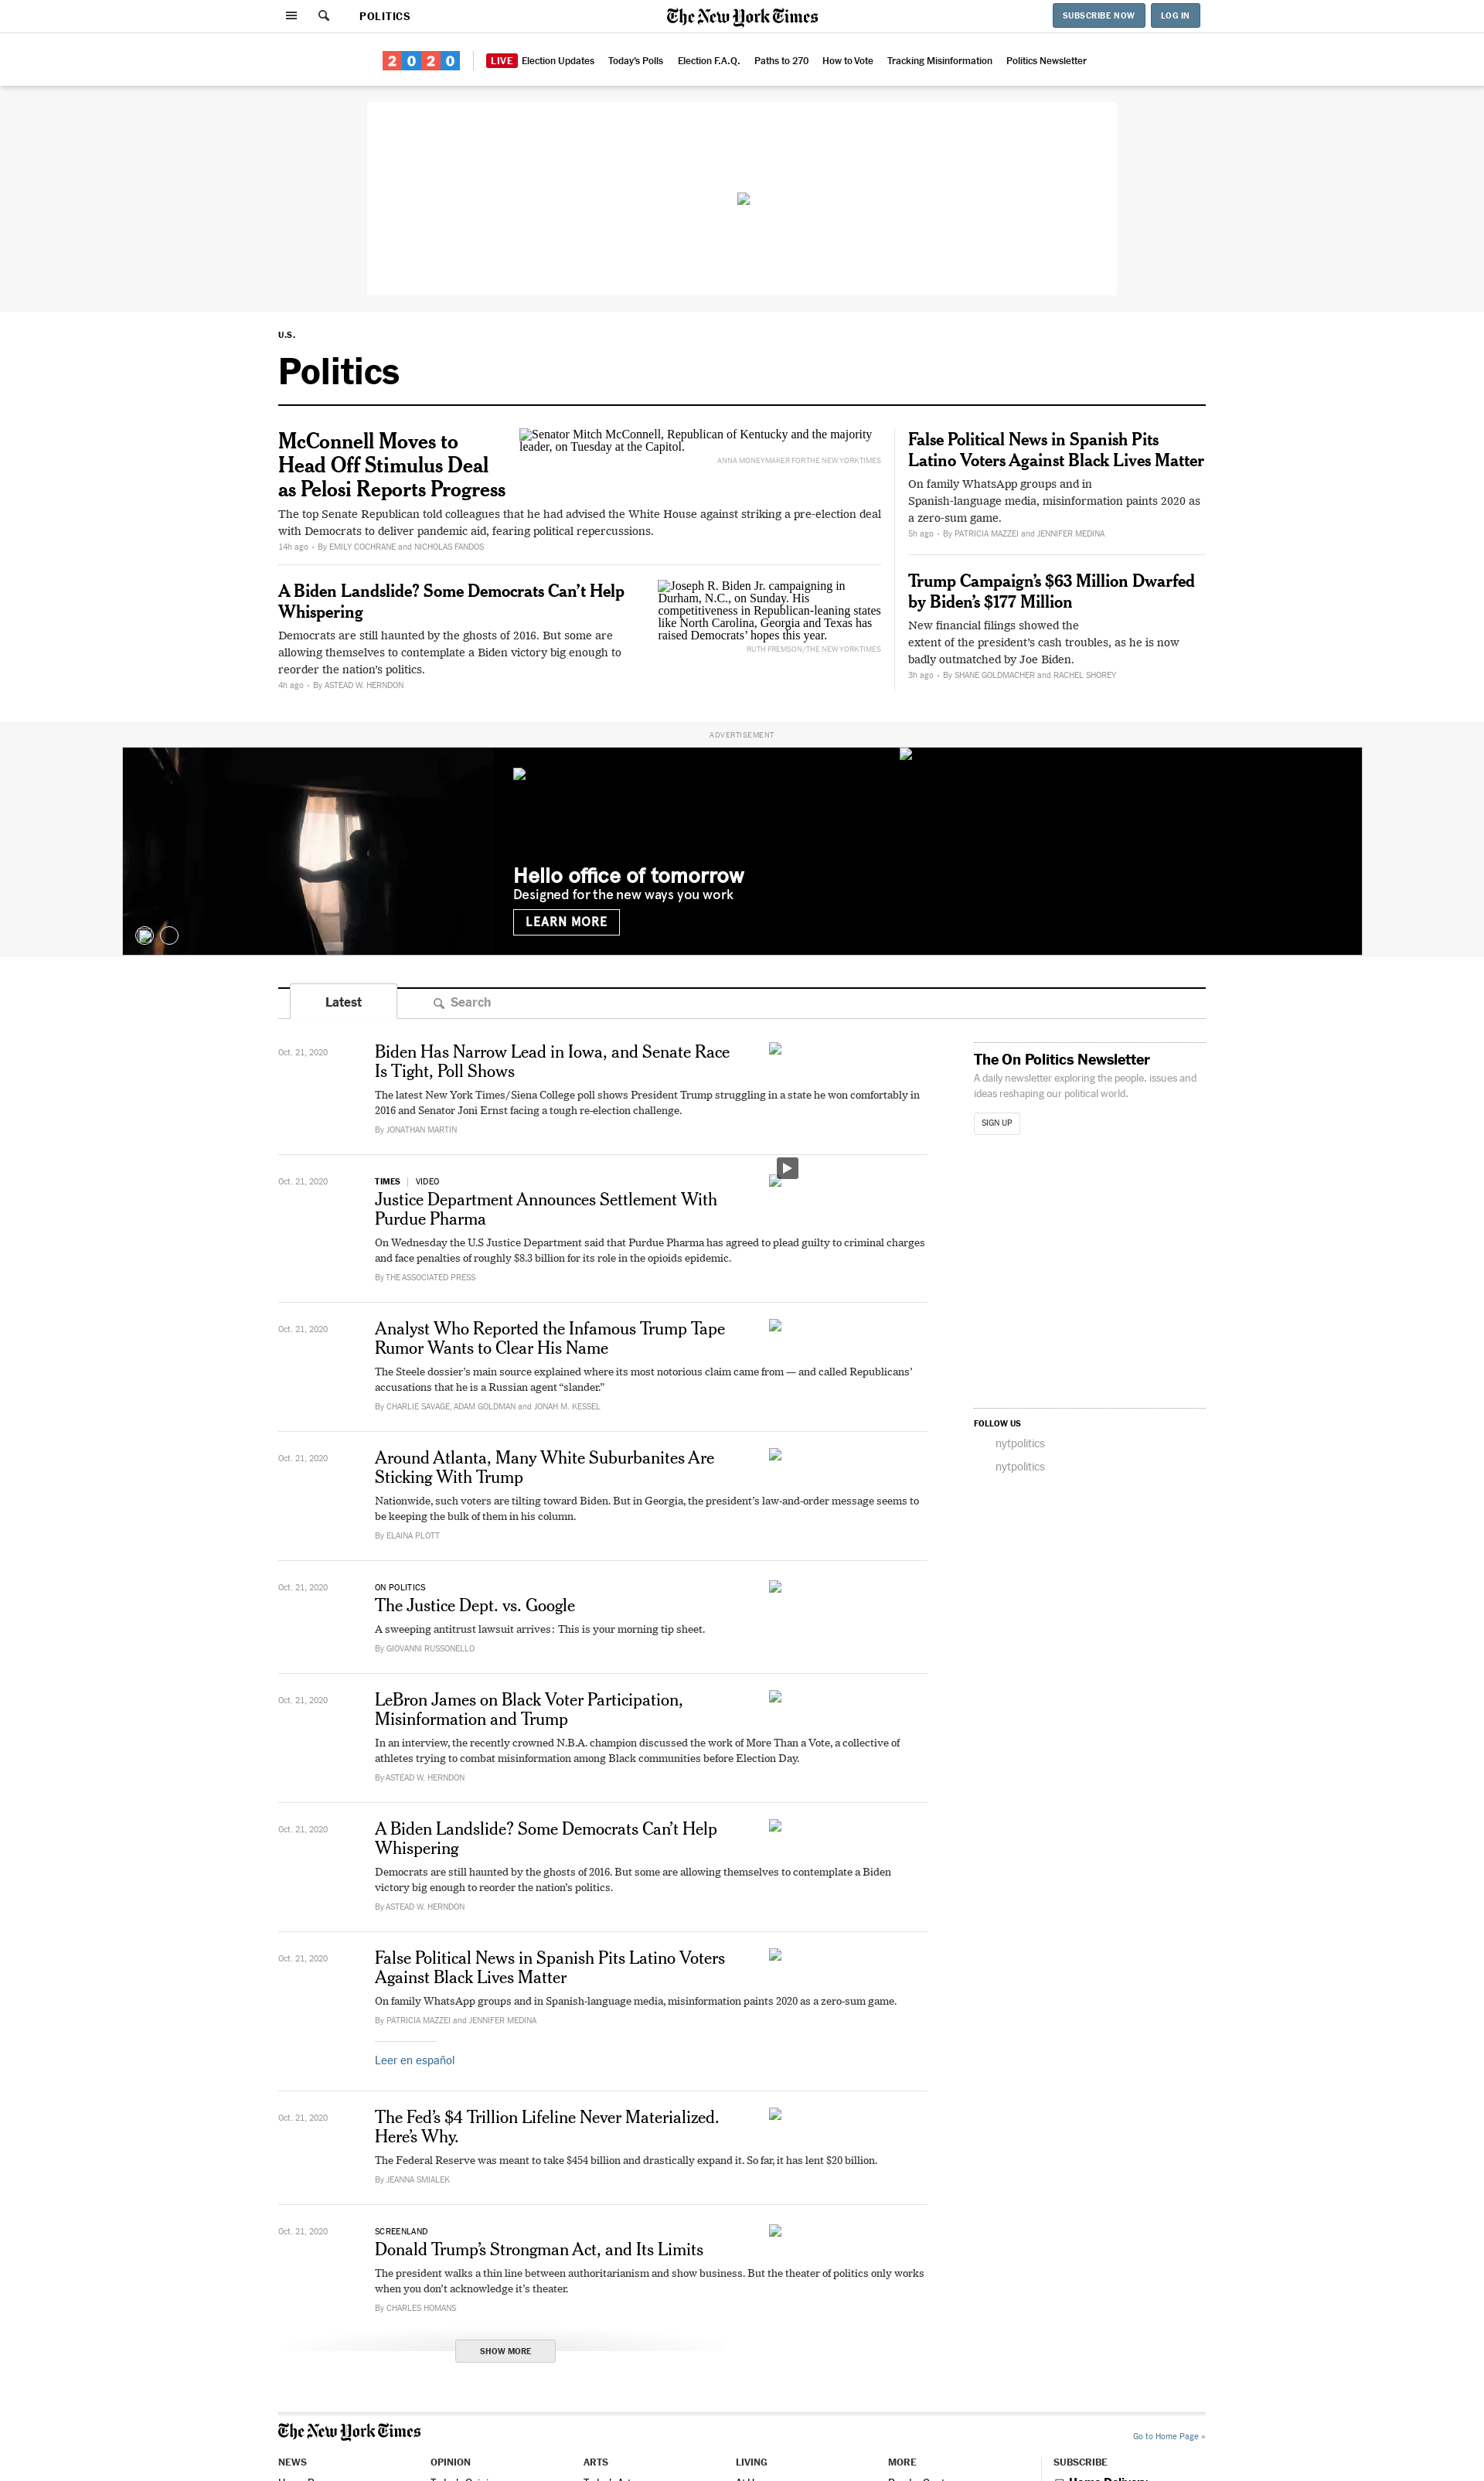 POLITICS
The New York Times
SUBSCRIBE NOW
LOG IN
2020
LIVE Election Updates
Today's Polls
Election F.A.Q.
Paths to 270
How to Vote
Tracking Misinformation
Politics Newsletter
U.S.
Politics
McConnell Moves to
Head Off Stimulus Deal
as Pelosi Reports Progress
Senator Mitch McConnell, Republican of Kentucky and the majority
leader, on Tuesday at the Capitol.
ANNA MONEYMAKER FOR THE NEW YORK TIMES
The top Senate Republican told colleagues that he had advised the White House against striking a pre-election deal
with Democrats to deliver pandemic aid, fearing political repercussions.
14h ago • By EMILY COCHRANE and NICHOLAS FANDOS
A Biden Landslide? Some Democrats Can’t Help
Whispering
Democrats are still haunted by the ghosts of 2016. But some are
allowing themselves to contemplate a Biden victory big enough to
reorder the nation’s politics.
4h ago • By ASTEAD W. HERNDON
Joseph R. Biden Jr. campaigning in
Durham, N.C., on Sunday. His
competitiveness in Republican-leaning states
like North Carolina, Georgia and Texas has
raised Democrats’ hopes this year.
RUTH FREMSON/THE NEW YORK TIMES
False Political News in Spanish Pits
Latino Voters Against Black Lives Matter
On family WhatsApp groups and in
Spanish-language media, misinformation paints 2020 as
a zero-sum game.
5h ago • By PATRICIA MAZZEI and JENNIFER MEDINA
Trump Campaign’s $63 Million Dwarfed
by Biden’s $177 Million
New financial filings showed the
extent of the president’s cash troubles, as he is now
badly outmatched by Joe Biden.
3h ago • By SHANE GOLDMACHER and RACHEL SHOREY
ADVERTISEMENT
Hello office of tomorrow
Designed for the new ways you work
LEARN MORE
Latest
Search
Oct. 21, 2020
Biden Has Narrow Lead in Iowa, and Senate Race
Is Tight, Poll Shows
The latest New York Times/Siena College poll shows President Trump struggling in a state he won comfortably in
2016 and Senator Joni Ernst facing a tough re-election challenge.
By JONATHAN MARTIN
Oct. 21, 2020
TIMES | VIDEO
Justice Department Announces Settlement With
Purdue Pharma
On Wednesday the U.S Justice Department said that Purdue Pharma has agreed to plead guilty to criminal charges
and face penalties of roughly $8.3 billion for its role in the opioids epidemic.
By THE ASSOCIATED PRESS
Oct. 21, 2020
Analyst Who Reported the Infamous Trump Tape
Rumor Wants to Clear His Name
The Steele dossier’s main source explained where its most notorious claim came from — and called Republicans’
accusations that he is a Russian agent “slander.”
By CHARLIE SAVAGE, ADAM GOLDMAN and JONAH M. KESSEL
Oct. 21, 2020
Around Atlanta, Many White Suburbanites Are
Sticking With Trump
Nationwide, such voters are tilting toward Biden. But in Georgia, the president’s law-and-order message seems to
be keeping the bulk of them in his column.
By ELAINA PLOTT
Oct. 21, 2020
ON POLITICS
The Justice Dept. vs. Google
A sweeping antitrust lawsuit arrives: This is your morning tip sheet.
By GIOVANNI RUSSONELLO
Oct. 21, 2020
LeBron James on Black Voter Participation,
Misinformation and Trump
In an interview, the recently crowned N.B.A. champion discussed the work of More Than a Vote, a collective of
athletes trying to combat misinformation among Black communities before Election Day.
By ASTEAD W. HERNDON
Oct. 21, 2020
A Biden Landslide? Some Democrats Can’t Help
Whispering
Democrats are still haunted by the ghosts of 2016. But some are allowing themselves to contemplate a Biden
victory big enough to reorder the nation’s politics.
By ASTEAD W. HERNDON
Oct. 21, 2020
False Political News in Spanish Pits Latino Voters
Against Black Lives Matter
On family WhatsApp groups and in Spanish-language media, misinformation paints 2020 as a zero-sum game.
By PATRICIA MAZZEI and JENNIFER MEDINA
Leer en español
Oct. 21, 2020
The Fed’s $4 Trillion Lifeline Never Materialized.
Here’s Why.
The Federal Reserve was meant to take $454 billion and drastically expand it. So far, it has lent $20 billion.
By JEANNA SMIALEK
Oct. 21, 2020
SCREENLAND
Donald Trump’s Strongman Act, and Its Limits
The president walks a thin line between authoritarianism and show business. But the theater of politics only works
when you don’t acknowledge it’s theater.
By CHARLES HOMANS
SHOW MORE
The On Politics Newsletter
A daily newsletter exploring the people, issues and
ideas reshaping our political world.
SIGN UP
FOLLOW US
nytpolitics
nytpolitics
The New York Times
Go to Home Page »
NEWS
OPINION
ARTS
LIVING
MORE
SUBSCRIBE